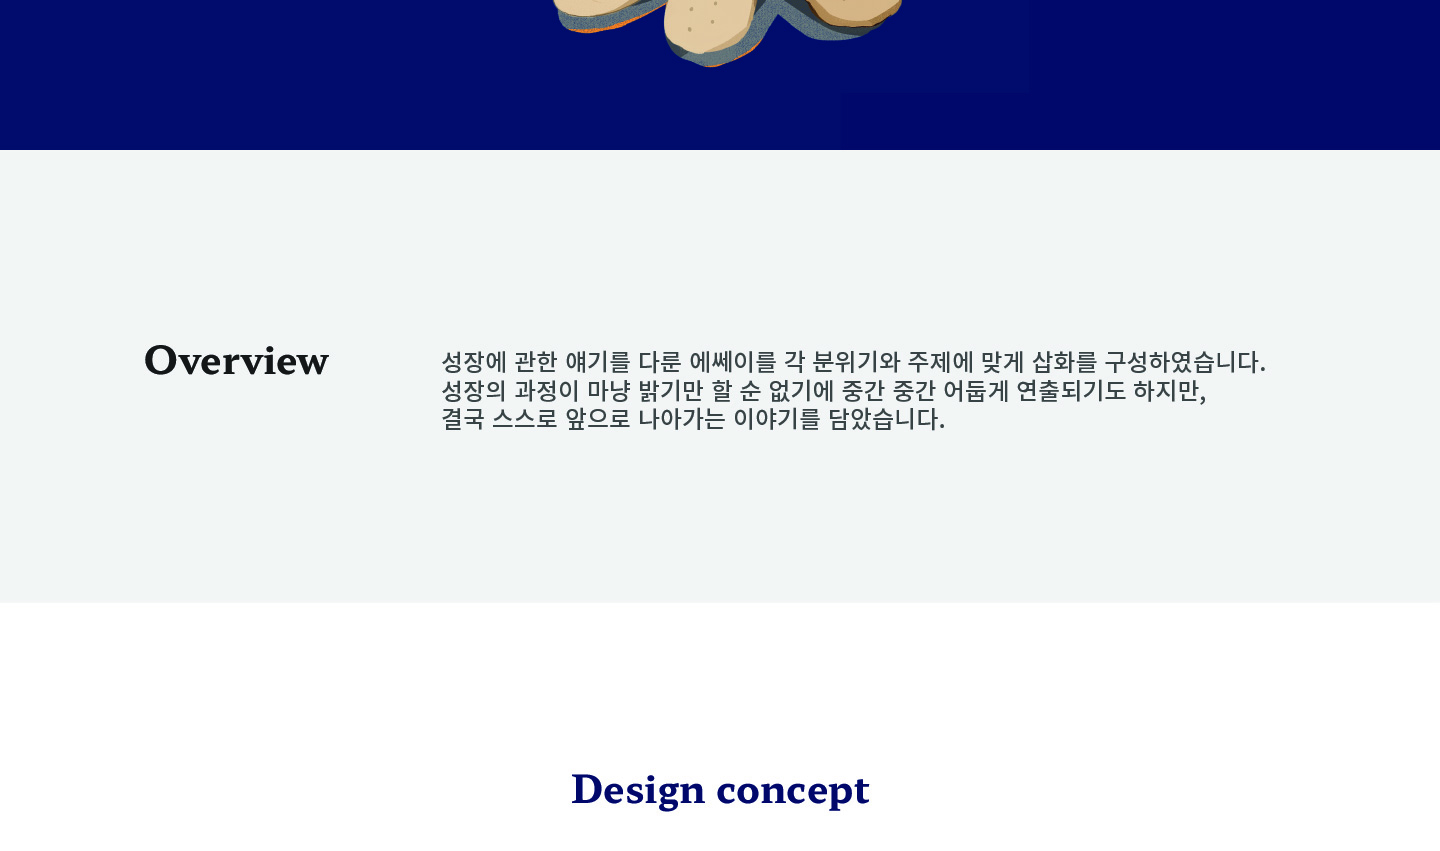 Overview
성장에 관한 얘기를 다룬 에쎄이를 각 분위기와 주제에 맞게 삽화를 구성하였습니다.
성장의 과정이 마냥 밝기만 할 순 없기에 중간 중간 어둡게 연출되기도 하지만,
결국 스스로 앞으로 나아가는 이야기를 담았습니다.
Design concept